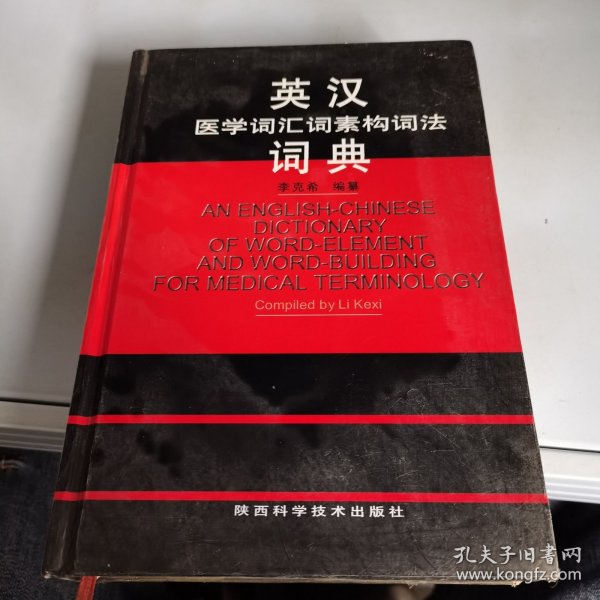 英汉
医学词汇词素构词法
词典
李克希 编纂
AN ENGLISH-CHINESE
DICTIONARY
OF WORD-ELEMENT
AND WORD-BUILDING
FOR MEDICAL TERMINOLOGY
Compiled by Li Kexi
陕西科学技术出版社
孔夫子旧书网
www.kongfz.com